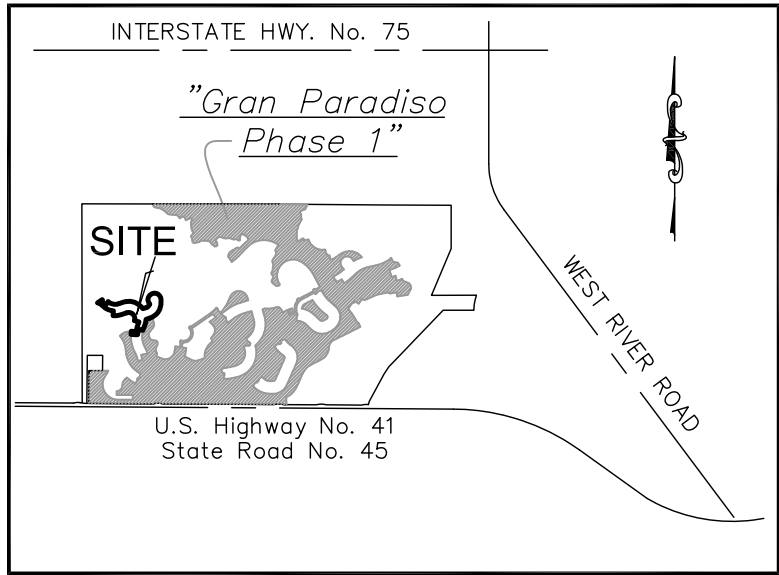 INTERSTATE HWY. No. 75
"Gran Paradiso
Phase 1"
SITE
WEST RIVER ROAD
U.S. Highway No. 41
State Road No. 45